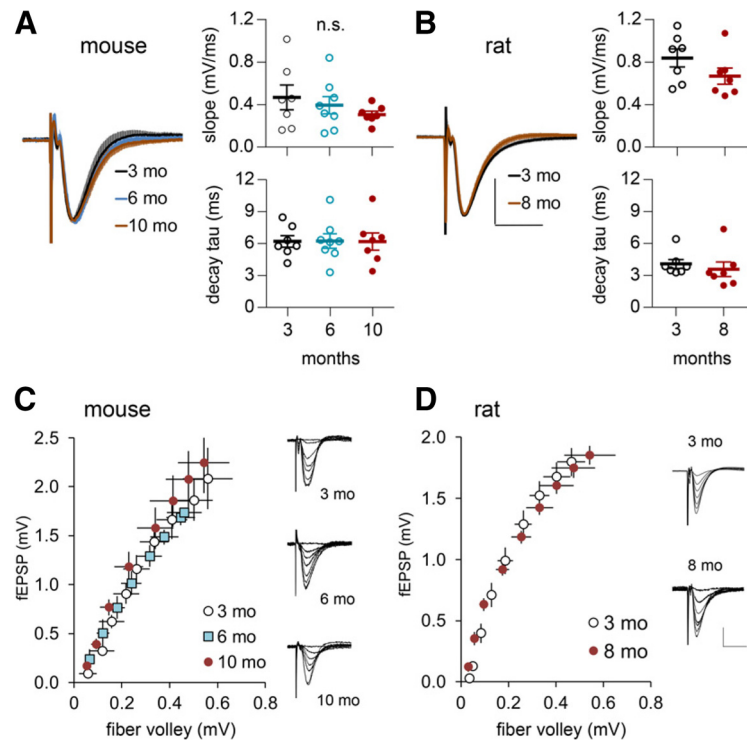 A
mouse
3 mo
6 mo
10 mo
slope (mV/ms)
1.2
0.8
0.4
0
n.s.
decay tau (ms)
12
9
6
3
0
3 6 10
months
B
rat
3 mo
8 mo
slope (mV/ms)
1.2
0.8
0.4
0.0
decay tau (ms)
12
9
6
3
0
3 8
months
C
mouse
fEPSP (mV)
2.5
2.0
1.5
1.0
0.5
0.0
0 0.2 0.4 0.6 0.8
fiber volley (mV)
3 mo
6 mo
10 mo
3 mo
6 mo
10 mo
D
rat
fEPSP (mV)
2.0
1.5
1.0
0.5
0.0
0 0.2 0.4 0.6 0.8
fiber volley (mV)
3 mo
8 mo
3 mo
8 mo